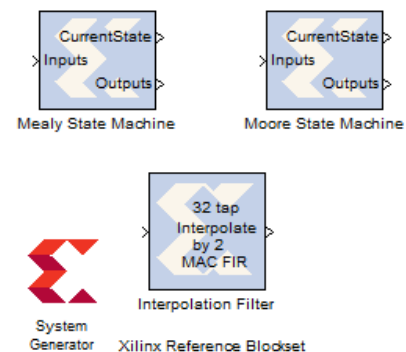 CurrentState
Inputs
Outputs
Mealy State Machine
CurrentState
Inputs
Outputs
Moore State Machine
32 tap
Interpolate
by 2
MAC FIR
Interpolation Filter
System
Generator
Xilinx Reference Blockset